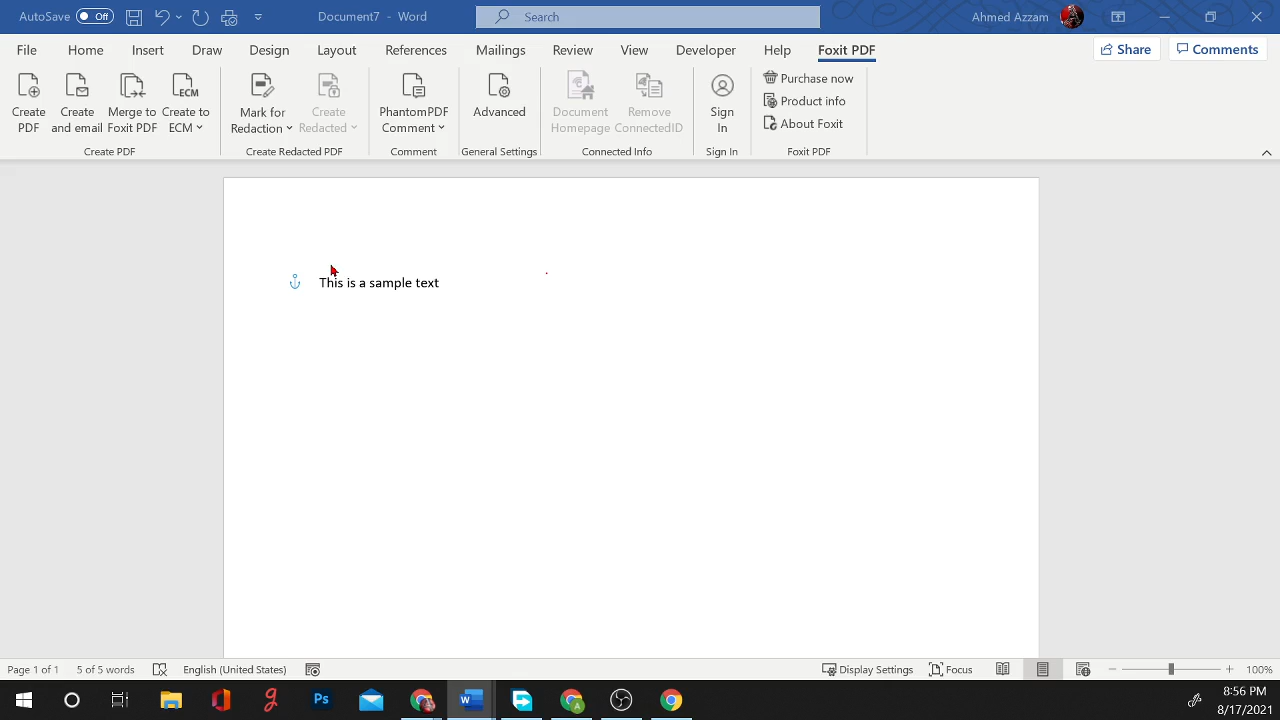 AutoSave Off Document7 - Word Search Ahmed Azzam
File Home Insert Draw Design Layout References Mailings Review View Developer Help Foxit PDF Share Comments
Create PDF
Create and email
Merge to Foxit PDF
ECM
Create to ECM
Mark for Redaction
Create Redacted
PhantomPDF Comment
Advanced
Document Homepage
Remove ConnectedID
Sign In
Purchase now
Product info
About Foxit
Create PDF Create Redacted PDF Comment General Settings Connected Info Sign In Foxit PDF
This is a sample text
Page 1 of 1 5 of 5 words English (United States) Display Settings Focus 100%
Ps W A
8:56 PM
8/17/2021